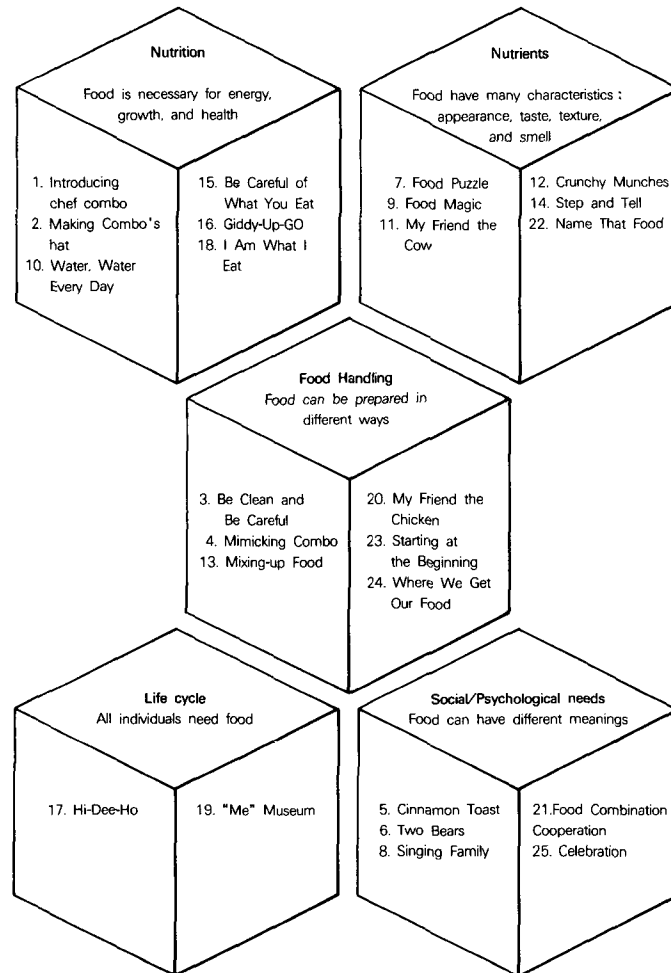 Nutrition
Food is necessary for energy,
growth, and health
1. Introducing
chef combo
2. Making Combo's
hat
10. Water, Water
Every Day
15. Be Careful of
What You Eat
16. Giddy-Up-GO
18. I Am What I
Eat
Nutrients
Food have many characteristics :
appearance, taste, texture,
and smell
7. Food Puzzle
9. Food Magic
11. My Friend the
Cow
12. Crunchy Munches
14. Step and Tell
22. Name That Food
Food Handling
Food can be prepared in
different ways
3. Be Clean and
Be Careful
4. Mimicking Combo
13. Mixing-up Food
20. My Friend the
Chicken
23. Starting at
the Beginning
24. Where We Get
Our Food
Life cycle
All individuals need food
17. Hi-Dee-Ho
19. "Me" Museum
Social/Psychological needs
Food can have different meanings
5. Cinnamon Toast
6. Two Bears
8. Singing Family
21.Food Combination
Cooperation
25. Celebration